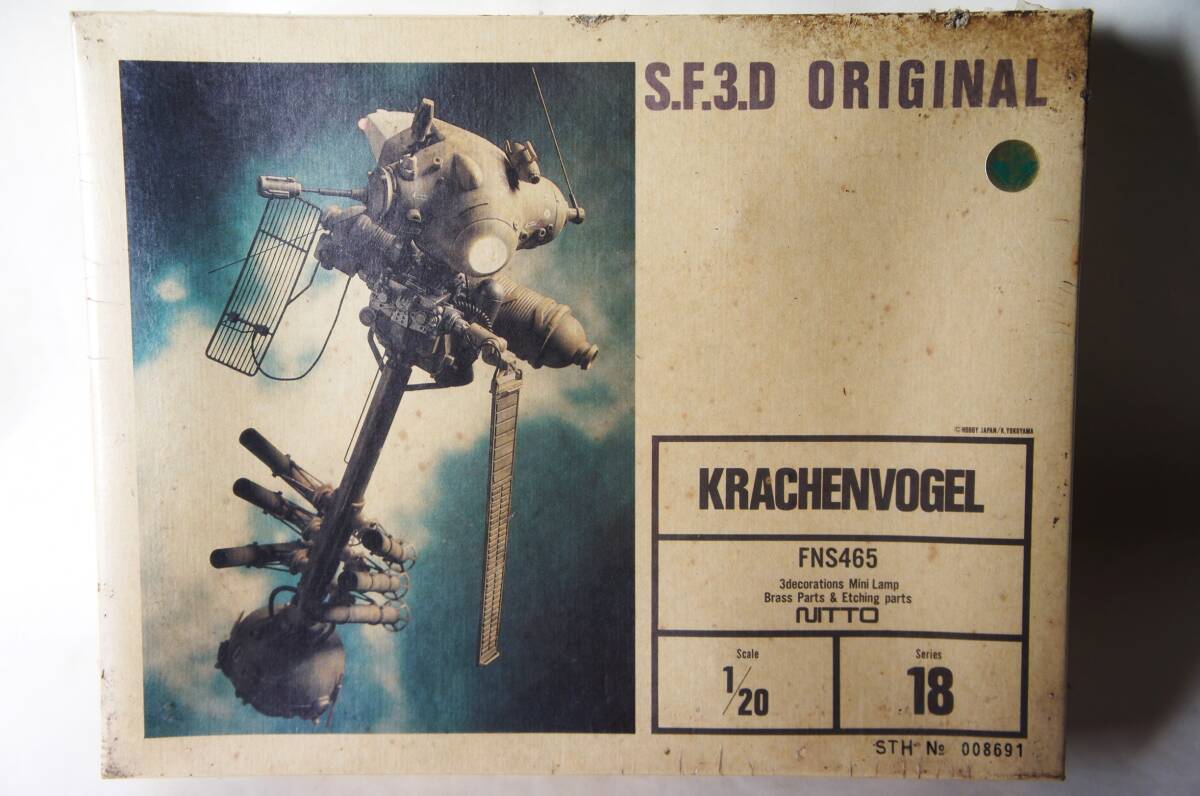 S.F.3.D ORIGINAL
© HOBBY JAPAN/K.YOKOYAMA
KRACHENVOGEL
FNS465
3decorations Mini Lamp
Brass Parts & Etching parts
NITTO
Scale
1/20
Series
18
STH № 008691